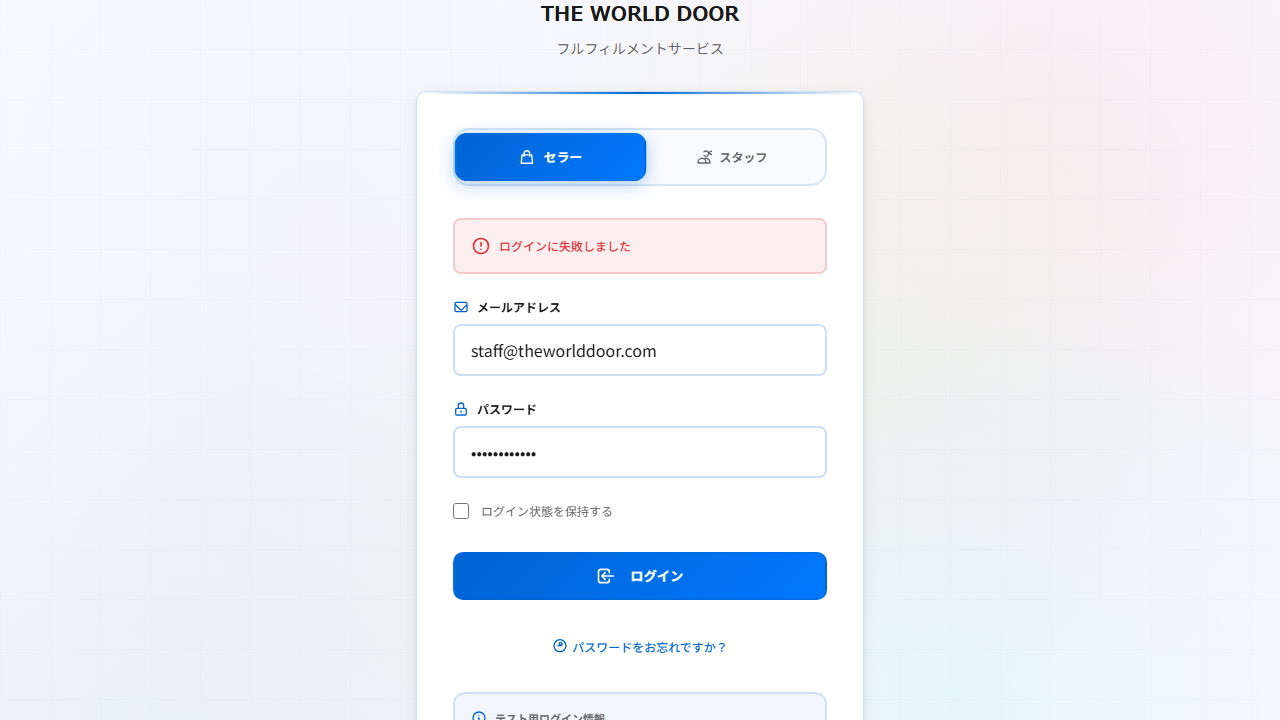 THE WORLD DOOR
フルフィルメントサービス
セラー
スタッフ
ログインに失敗しました
メールアドレス
staff@theworlddoor.com
パスワード
••••••••••••
ログイン状態を保持する
ログイン
パスワードをお忘れですか？
テスト用ログイン情報